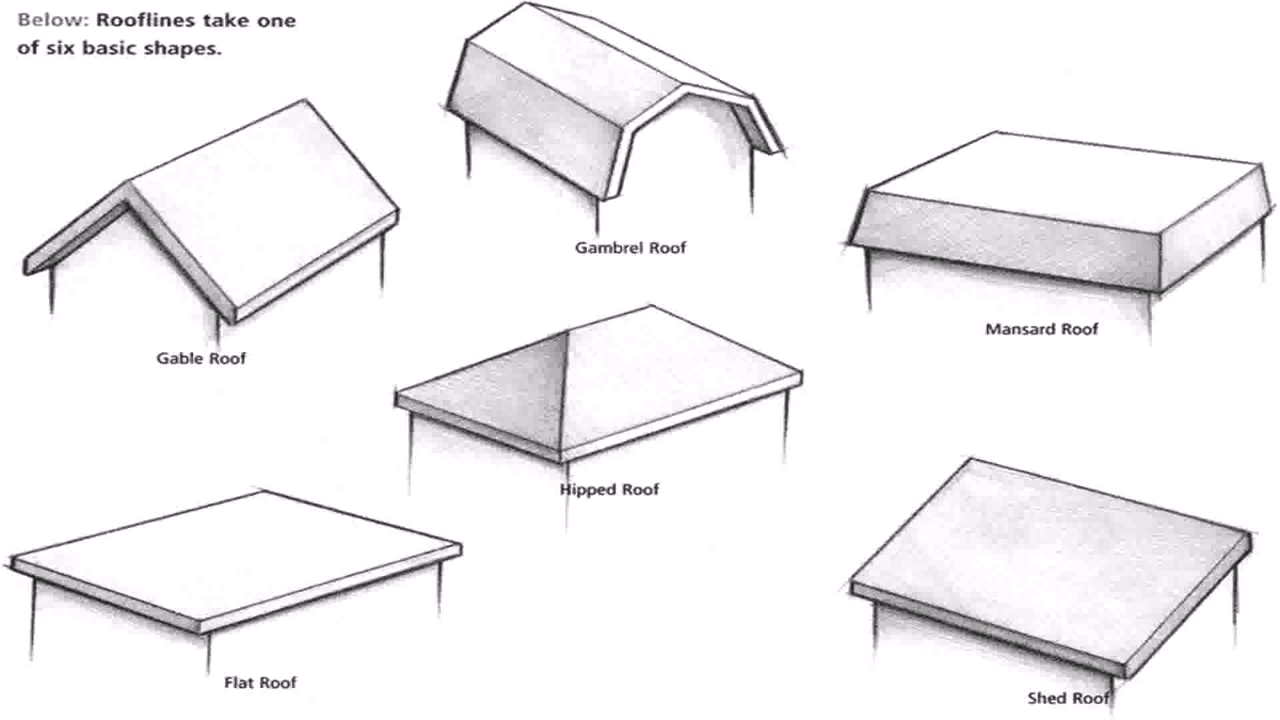 Below: Rooflines take one
of six basic shapes.
Gambrel Roof
Mansard Roof
Gable Roof
Hipped Roof
Flat Roof
Shed Roof